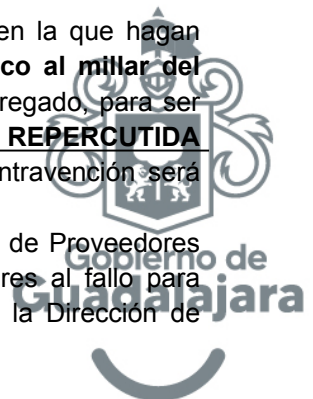 en la que hagan
co al millar del
regado, para ser
REPERCUTIDA
ntravención será
de Proveedores
res al fallo para
la Dirección de
Gobierno de
Guadalajara